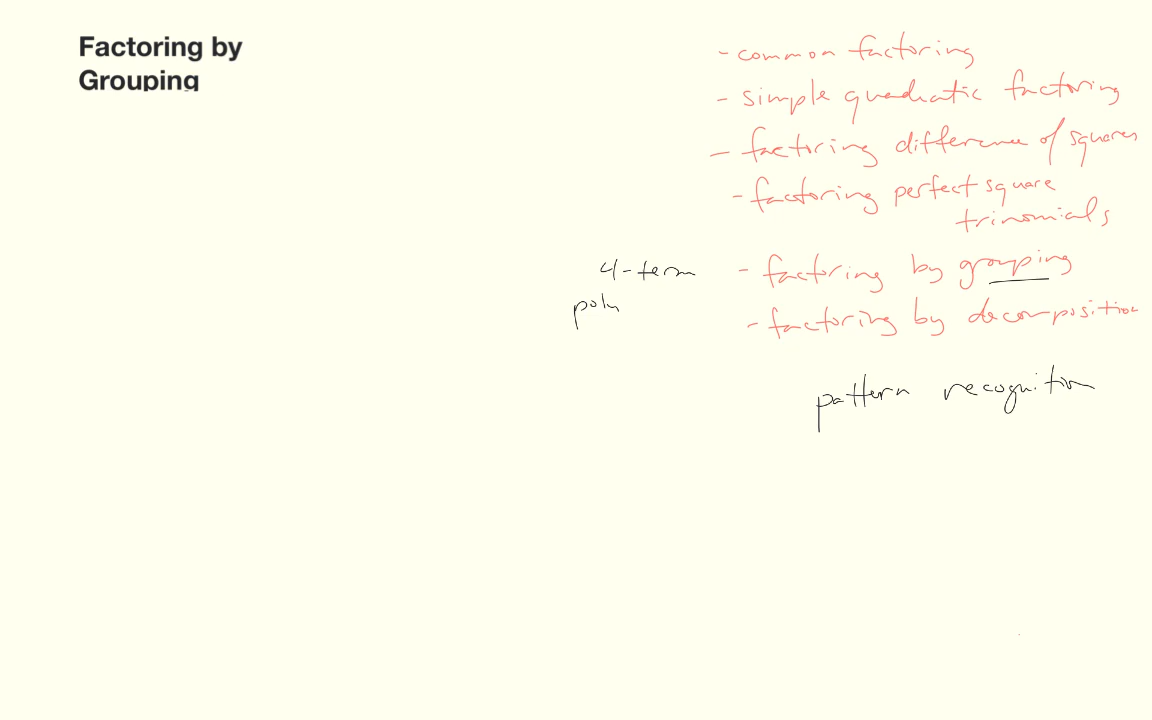 Factoring by
Grouping
- common factoring
- simple quadratic factoring
- factoring difference of squares
- factoring perfect square
trinomials
4-term
poly
- factoring by grouping
- factoring by decomposition
pattern recognition